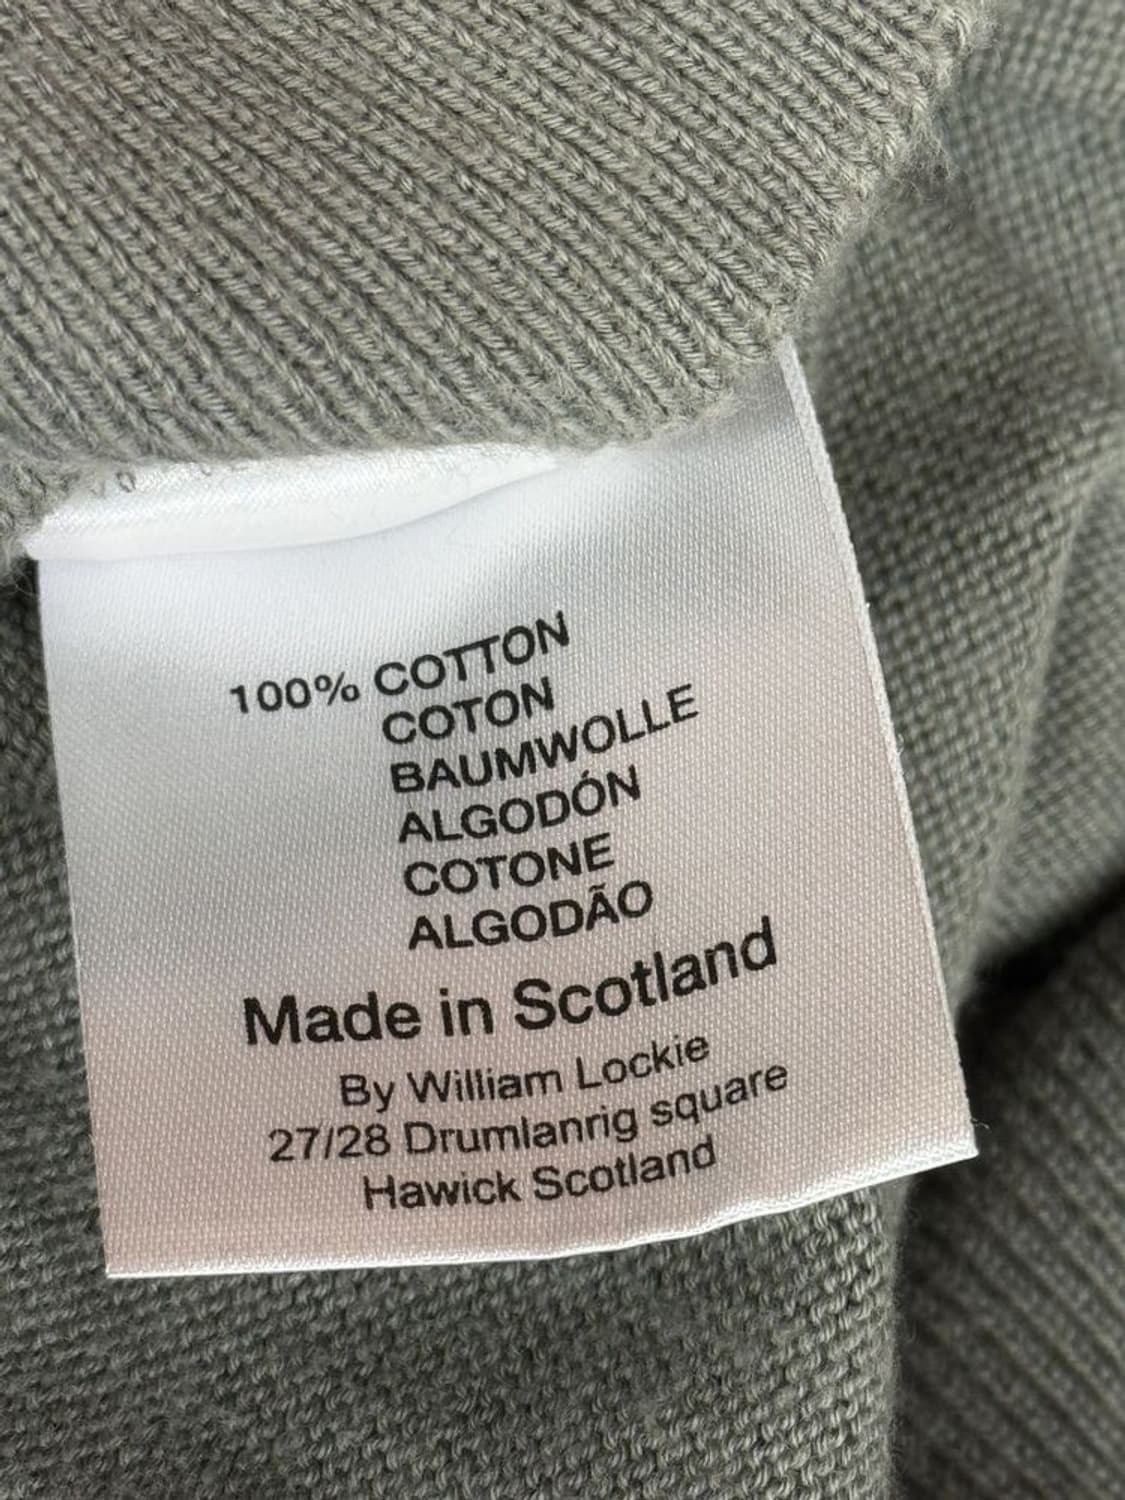 100% COTTON
COTON
BAUMWOLLE
ALGODÓN
COTONE
ALGODÃO
Made in Scotland
By William Lockie
27/28 Drumlanrig square
Hawick Scotland